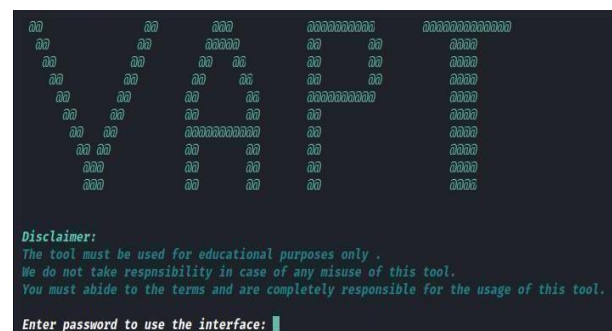 VAPT
Disclaimer:
The tool must be used for educational purposes only .
We do not take respnsibility in case of any misuse of this tool.
You must abide to the terms and are completely responsible for the usage of this tool.
Enter password to use the interface: